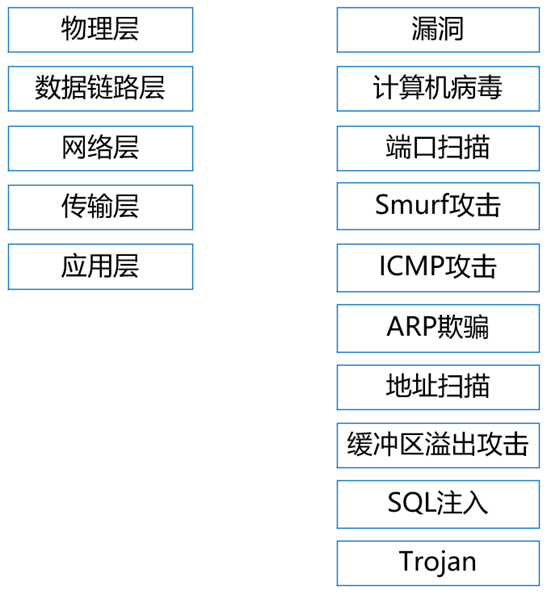 物理层
数据链路层
网络层
传输层
应用层
漏洞
计算机病毒
端口扫描
Smurf攻击
ICMP攻击
ARP欺骗
地址扫描
缓冲区溢出攻击
SQL注入
Trojan